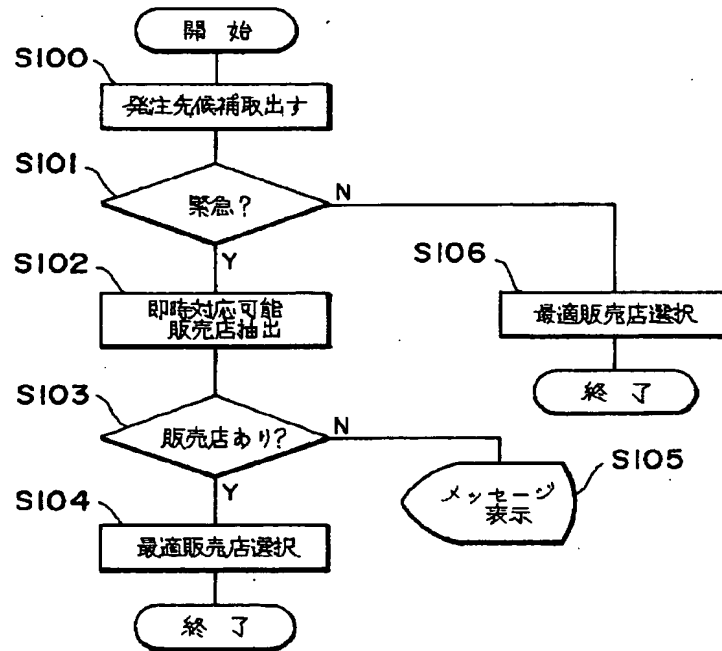 開始
S100
発注先候補取出す
S101
緊急?
N
Y
S102
即時対応可能
販売店抽出
S106
最適販売店選択
終了
S103
販売店あり?
N
Y
S105
メッセージ
表示
S104
最適販売店選択
終了